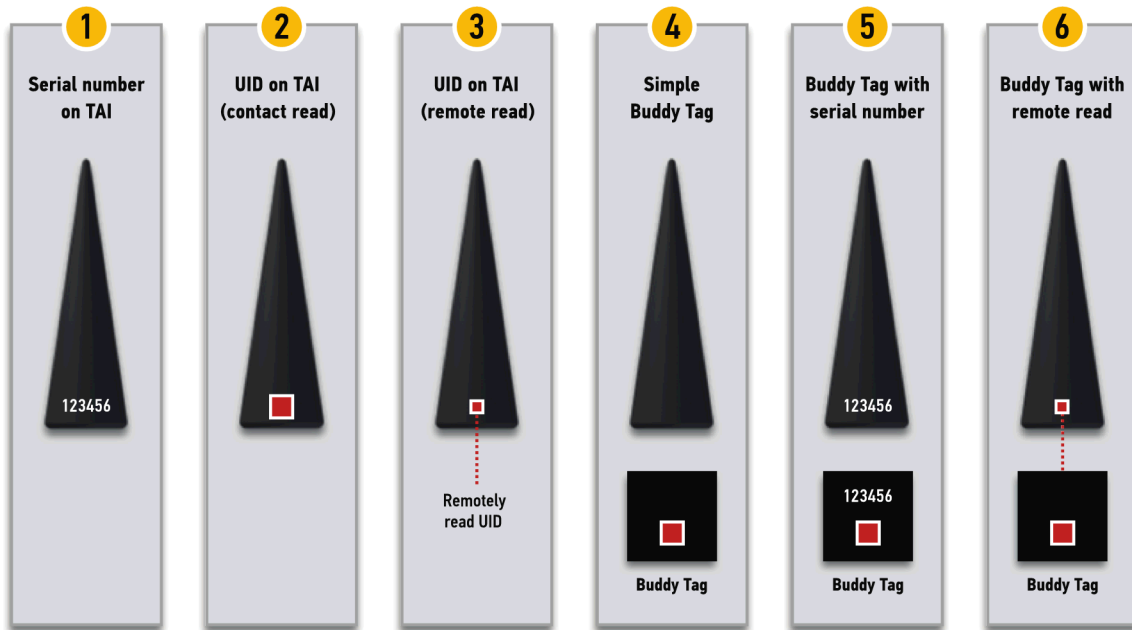 1
Serial number
on TAI
123456
2
UID on TAI
(contact read)
3
UID on TAI
(remote read)
Remotely
read UID
4
Simple
Buddy Tag
Buddy Tag
5
Buddy Tag with
serial number
123456
123456
Buddy Tag
6
Buddy Tag with
remote read
Buddy Tag